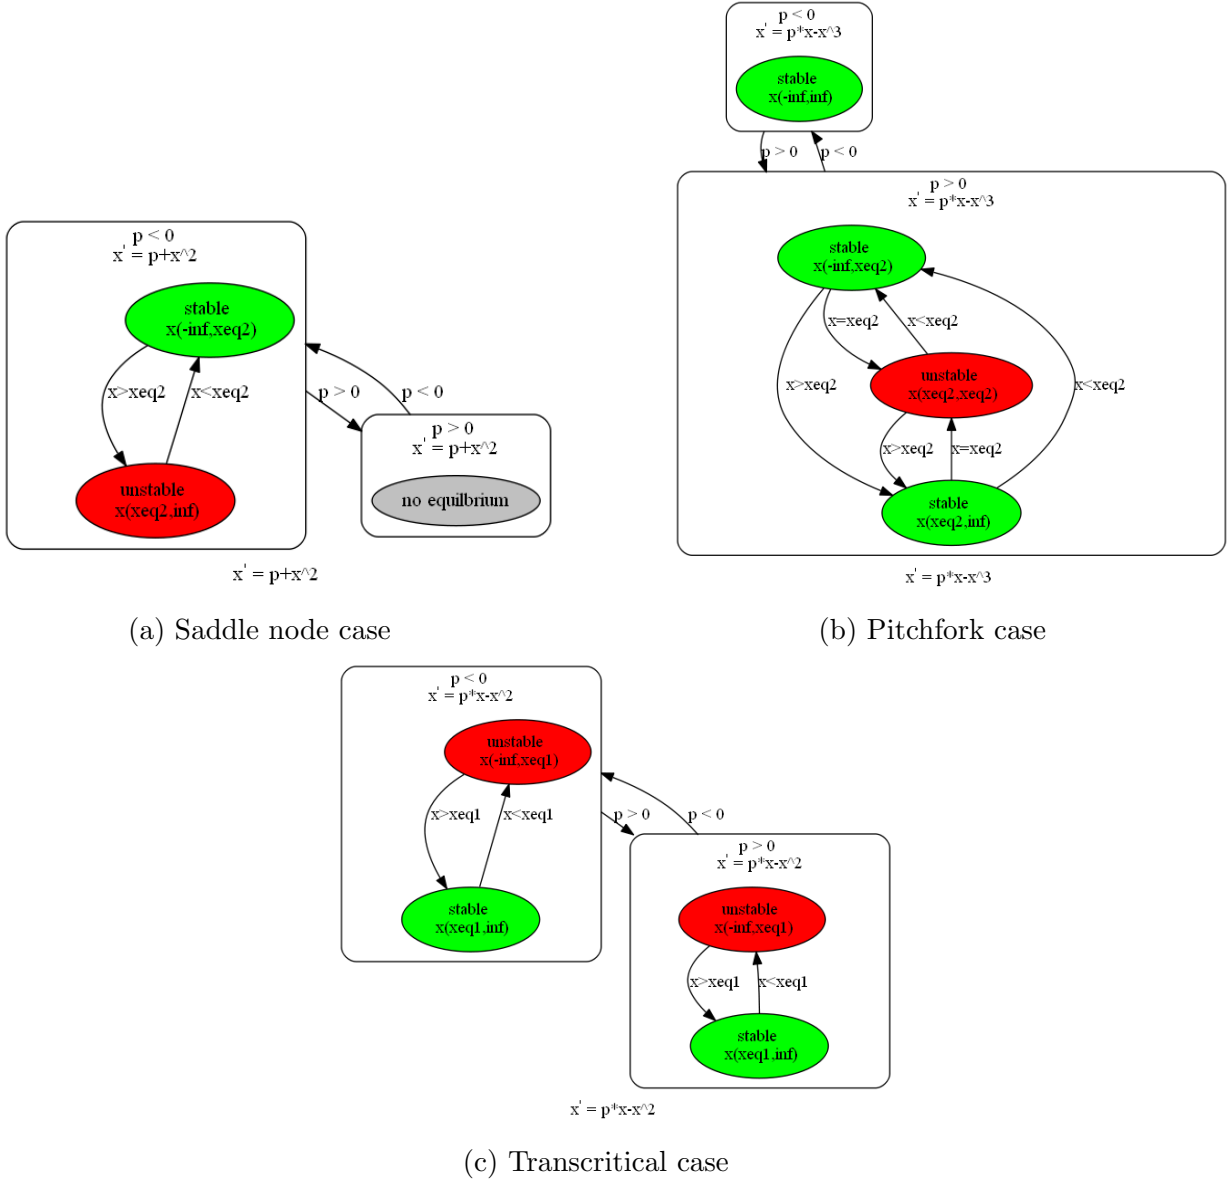 p < 0
x' = p+x^2
stable
x(-inf,xeq2)
x>xeq2
x<xeq2
unstable
x(xeq2,inf)
p > 0
p < 0
p > 0
x' = p+x^2
no equilbrium
x' = p+x^2
(a) Saddle node case
p < 0
x' = p*x-x^3
stable
x(-inf,inf)
p > 0
p < 0
p > 0
x' = p*x-x^3
stable
x(-inf,xeq2)
x=xeq2
x<xeq2
unstable
x(xeq2,xeq2)
x>xeq2
x<xeq2
x>xeq2
x=xeq2
stable
x(xeq2,inf)
x' = p*x-x^3
(b) Pitchfork case
p < 0
x' = p*x-x^2
unstable
x(-inf,xeq1)
x>xeq1
x<xeq1
stable
x(xeq1,inf)
p > 0
p < 0
p > 0
x' = p*x-x^2
unstable
x(-inf,xeq1)
x>xeq1
x<xeq1
stable
x(xeq1,inf)
x' = p*x-x^2
(c) Transcritical case